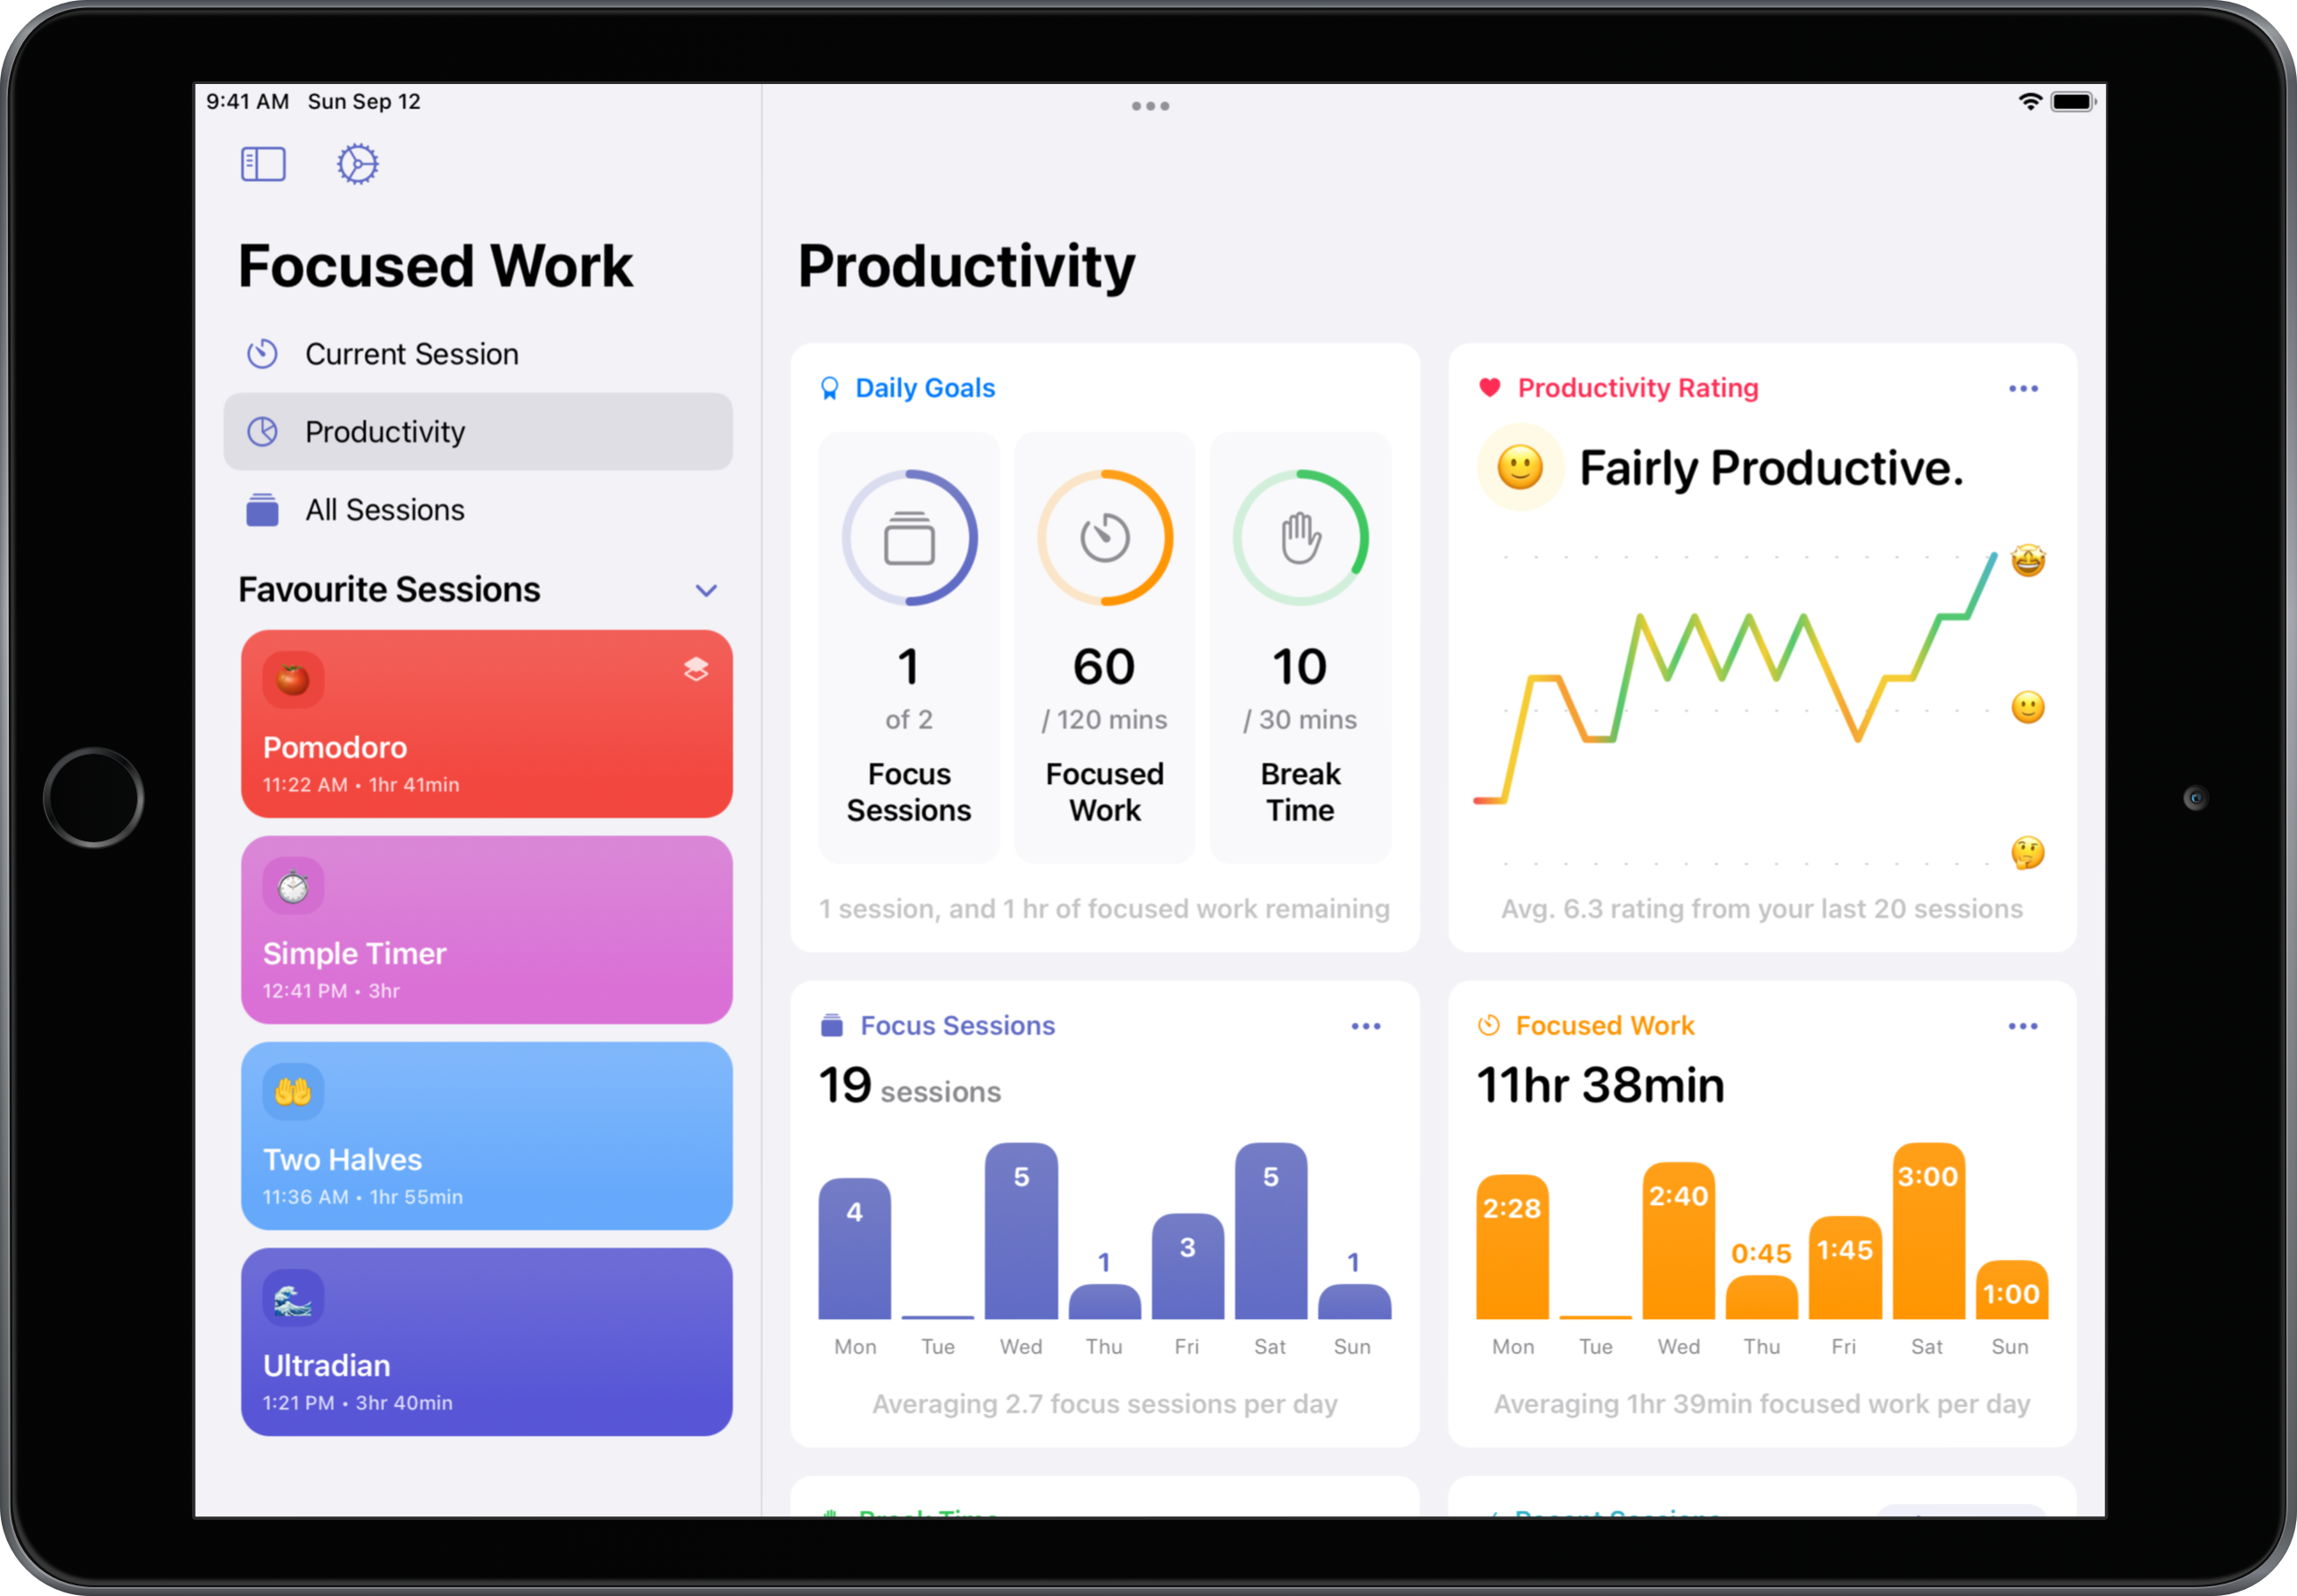 9:41 AM Sun Sep 12
Focused Work
Current Session
Productivity
All Sessions
Favourite Sessions
Pomodoro
11:22 AM • 1hr 41min
Simple Timer
12:41 PM • 3hr
Two Halves
11:36 AM • 1hr 55min
Ultradian
1:21 PM • 3hr 40min
Productivity
Daily Goals
1
of 2
Focus
Sessions
60
/ 120 mins
Focused
Work
10
/ 30 mins
Break
Time
1 session, and 1 hr of focused work remaining
Productivity Rating
Fairly Productive.
Avg. 6.3 rating from your last 20 sessions
Focus Sessions
19 sessions
4
5
1
3
5
1
Mon Tue Wed Thu Fri Sat Sun
Averaging 2.7 focus sessions per day
Focused Work
11hr 38min
2:28
2:40
0:45
1:45
3:00
1:00
Mon Tue Wed Thu Fri Sat Sun
Averaging 1hr 39min focused work per day
Break Time
Recent Sessions